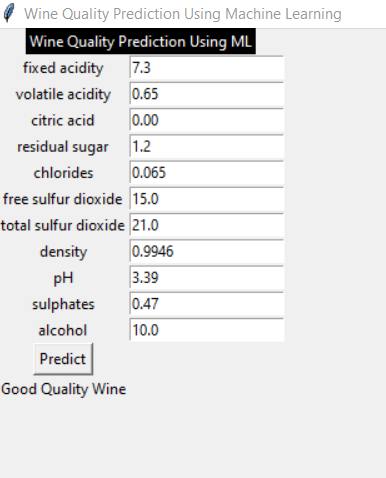 Wine Quality Prediction Using Machine Learning
Wine Quality Prediction Using ML
fixed acidity 7.3
volatile acidity 0.65
citric acid 0.00
residual sugar 1.2
chlorides 0.065
free sulfur dioxide 15.0
total sulfur dioxide 21.0
density 0.9946
pH 3.39
sulphates 0.47
alcohol 10.0
Predict
Good Quality Wine